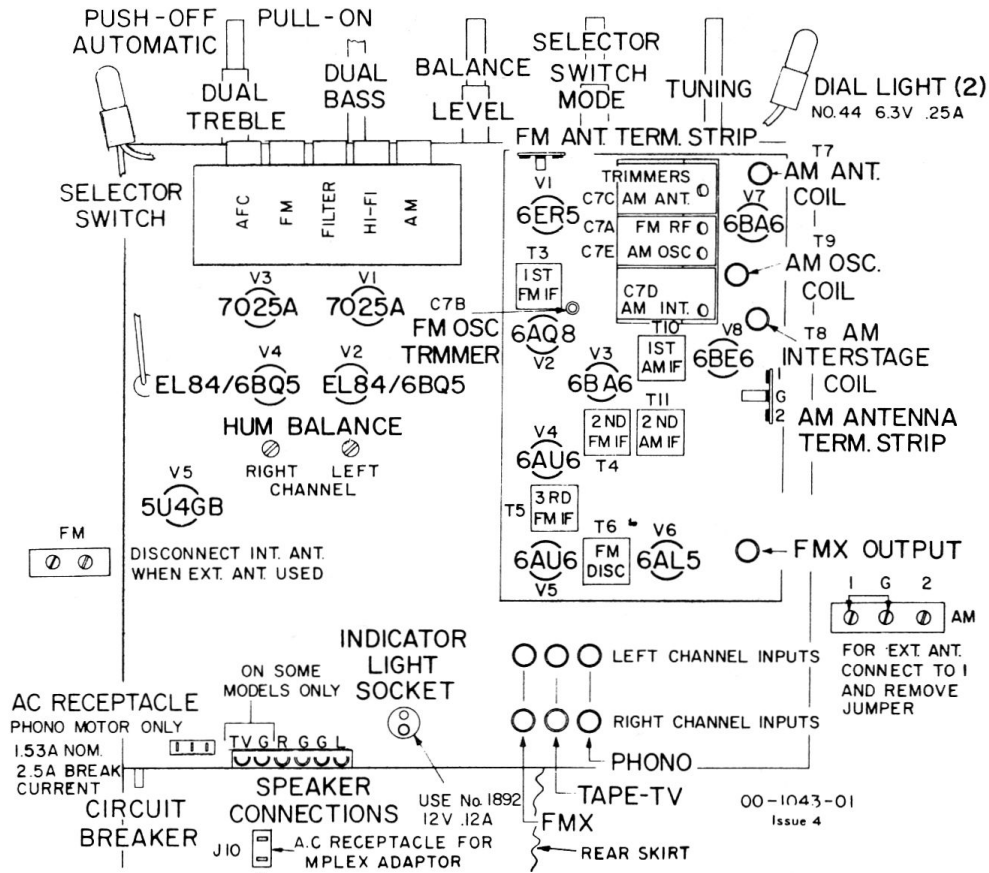 PUSH-OFF
AUTOMATIC
PULL-ON
DUAL
TREBLE
DUAL
BASS
BALANCE
LEVEL
SELECTOR
SWITCH
MODE
TUNING
DIAL LIGHT (2)
NO.44 6.3V .25A
SELECTOR
SWITCH
AFC
FM
FILTER
HI-FI
AM
FM ANT. TERM. STRIP
V1
6ER5
TRIMMERS
C7C
AM ANT.
C7A
FM RF
C7E
AM OSC
C7D
AM INT.
T7
AM ANT.
COIL
V7
6BA6
T9
AM OSC.
COIL
T3
1ST
FM IF
V3
7025A
V1
7025A
C7B
FM OSC
TRMMER
6AQ8
V2
T10
1ST
AM IF
V8
6BE6
T8 AM
INTERSTAGE
COIL
V4
EL84/6BQ5
V2
EL84/6BQ5
V3
6BA6
1
G
2
AM ANTENNA
TERM. STRIP
HUM BALANCE
RIGHT LEFT
CHANNEL
T11
2ND
FM IF
2ND
AM IF
T4
V4
6AU6
V5
5U4GB
T5
3RD
FM IF
FM
DISCONNECT INT. ANT.
WHEN EXT. ANT. USED
6AU6
V5
T6
FM
DISC
V6
6AL5
FMX OUTPUT
1 G 2
AM
FOR EXT. ANT.
CONNECT TO 1
AND REMOVE
JUMPER
INDICATOR
LIGHT
SOCKET
ON SOME
MODELS ONLY
LEFT CHANNEL INPUTS
RIGHT CHANNEL INPUTS
AC RECEPTACLE
PHONO MOTOR ONLY
1.53A NOM.
2.5A BREAK
CURRENT
TV G R G G L
PHONO
CIRCUIT
BREAKER
SPEAKER
CONNECTIONS
USE No. 1892
12V .12A
TAPE-TV
FMX
00-1043-01
Issue 4
J10
A.C RECEPTACLE FOR
MPLEX ADAPTOR
REAR SKIRT